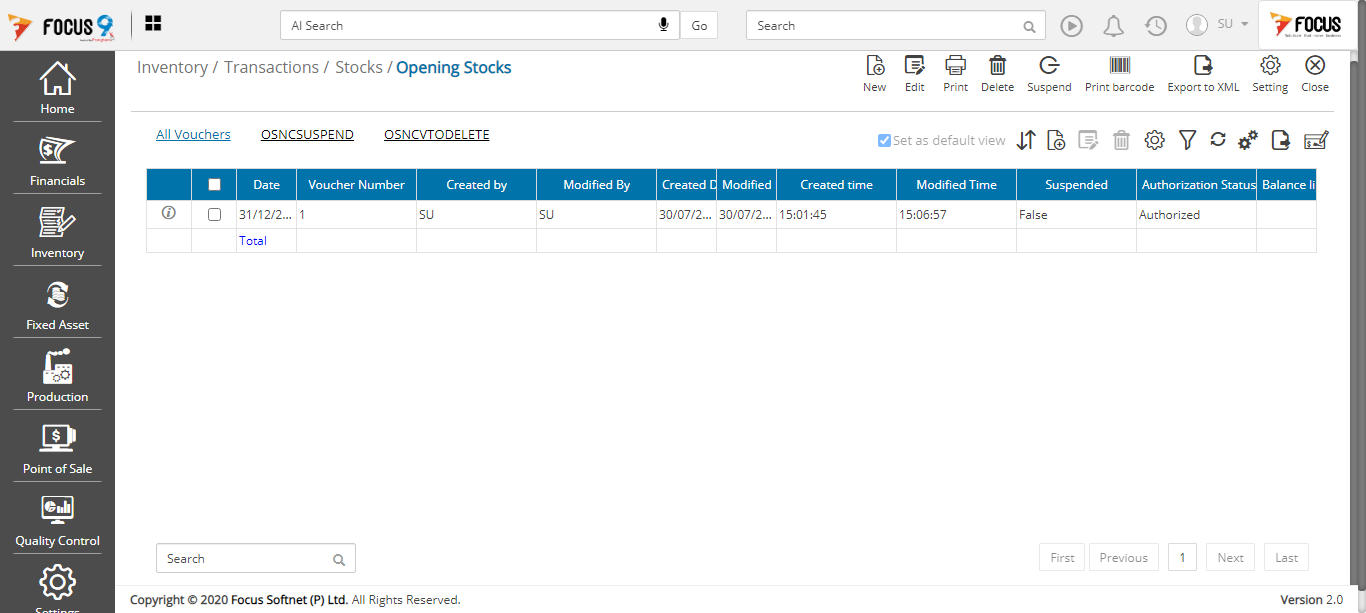 FOCUS 9
AI Search
Go
Search
SU
FOCUS
Home
Financials
Inventory
Fixed Asset
Production
Point of Sale
Quality Control
Settings
Inventory / Transactions / Stocks / Opening Stocks
New Edit Print Delete Suspend Print barcode Export to XML Setting Close
All Vouchers OSNCSUSPEND OSNCVTODELETE
Set as default view
Date Voucher Number Created by Modified By Created D Modified Created time Modified Time Suspended Authorization Status Balance li
31/12/2... 1 SU SU 30/07/2... 30/07/2... 15:01:45 15:06:57 False Authorized
Total
Search
First Previous 1 Next Last
Copyright © 2020 Focus Softnet (P) Ltd. All Rights Reserved.
Version 2.0